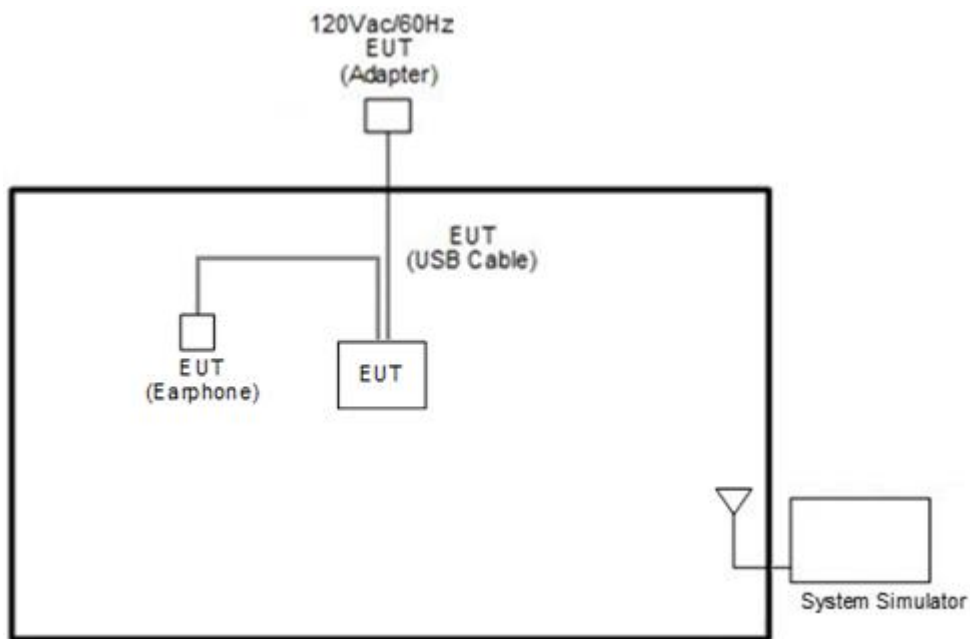 120Vac/60Hz
EUT
(Adapter)
EUT
(USB Cable)
EUT
(Earphone)
EUT
System Simulator